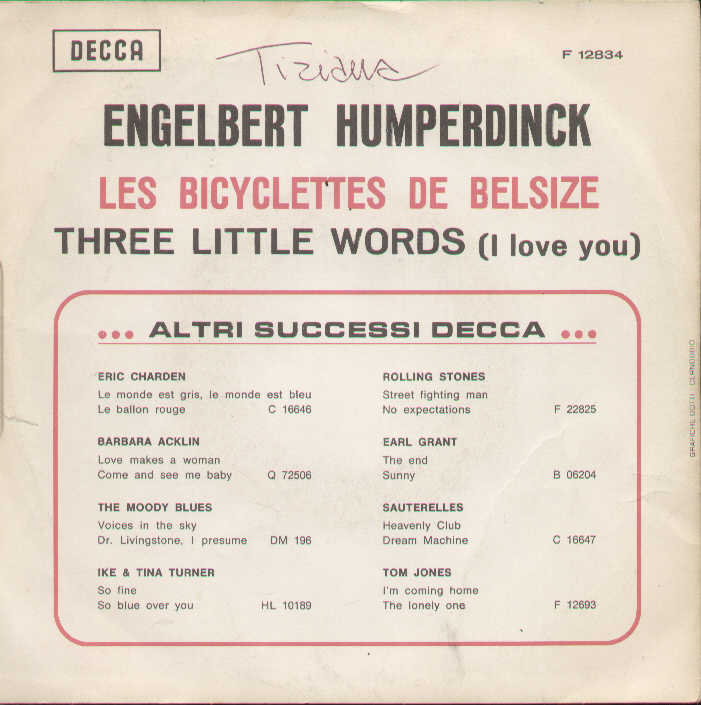 DECCA
Tiziana
F 12834
ENGELBERT HUMPERDINCK
LES BICYCLETTES DE BELSIZE
THREE LITTLE WORDS (I love you)
... ALTRI SUCCESSI DECCA ...
ERIC CHARDEN
Le monde est gris, le monde est bleu
Le ballon rouge C 16646
BARBARA ACKLIN
Love makes a woman
Come and see me baby Q 72506
THE MOODY BLUES
Voices in the sky
Dr. Livingstone, I presume DM 196
IKE & TINA TURNER
So fine
So blue over you HL 10189
ROLLING STONES
Street fighting man
No expectations F 22825
EARL GRANT
The end
Sunny B 06204
SAUTERELLES
Heavenly Club
Dream Machine C 16647
TOM JONES
I'm coming home
The lonely one F 12693
GRAFICHE DOTTI CERNOBBIO